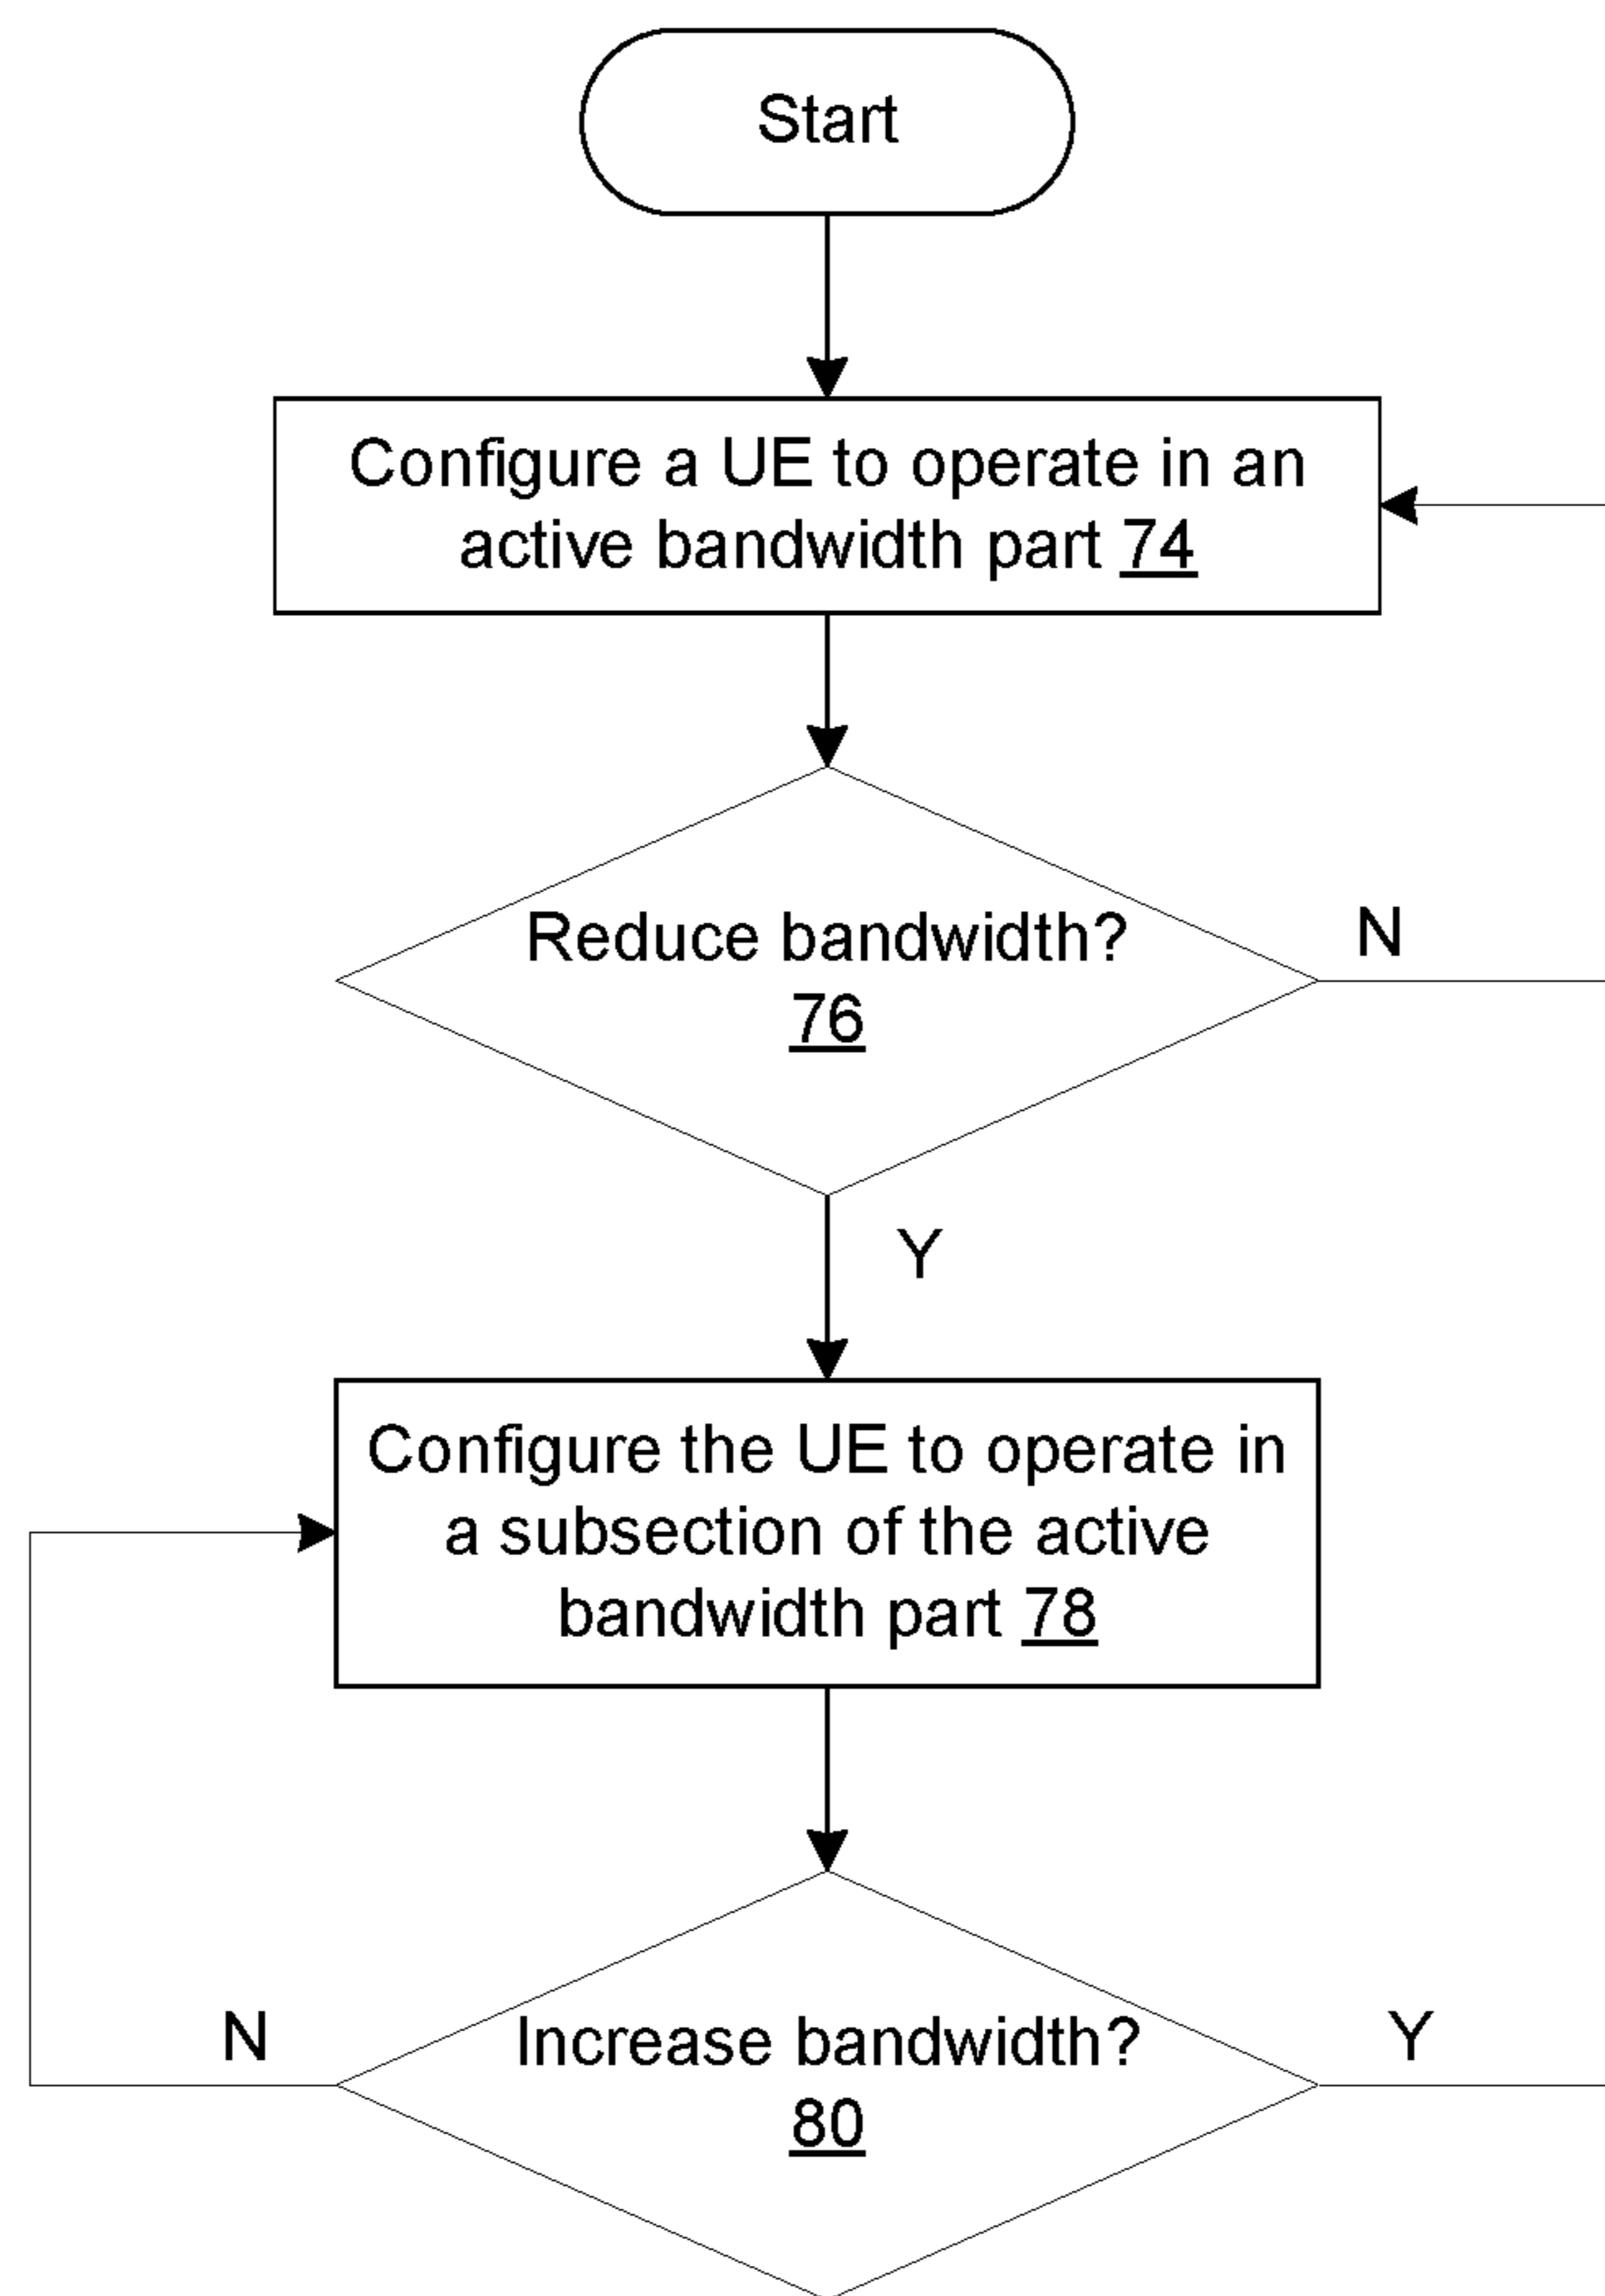 Start
Configure a UE to operate in an
active bandwidth part 74
Reduce bandwidth?
76
N
Y
Configure the UE to operate in
a subsection of the active
bandwidth part 78
N
Increase bandwidth?
80
Y